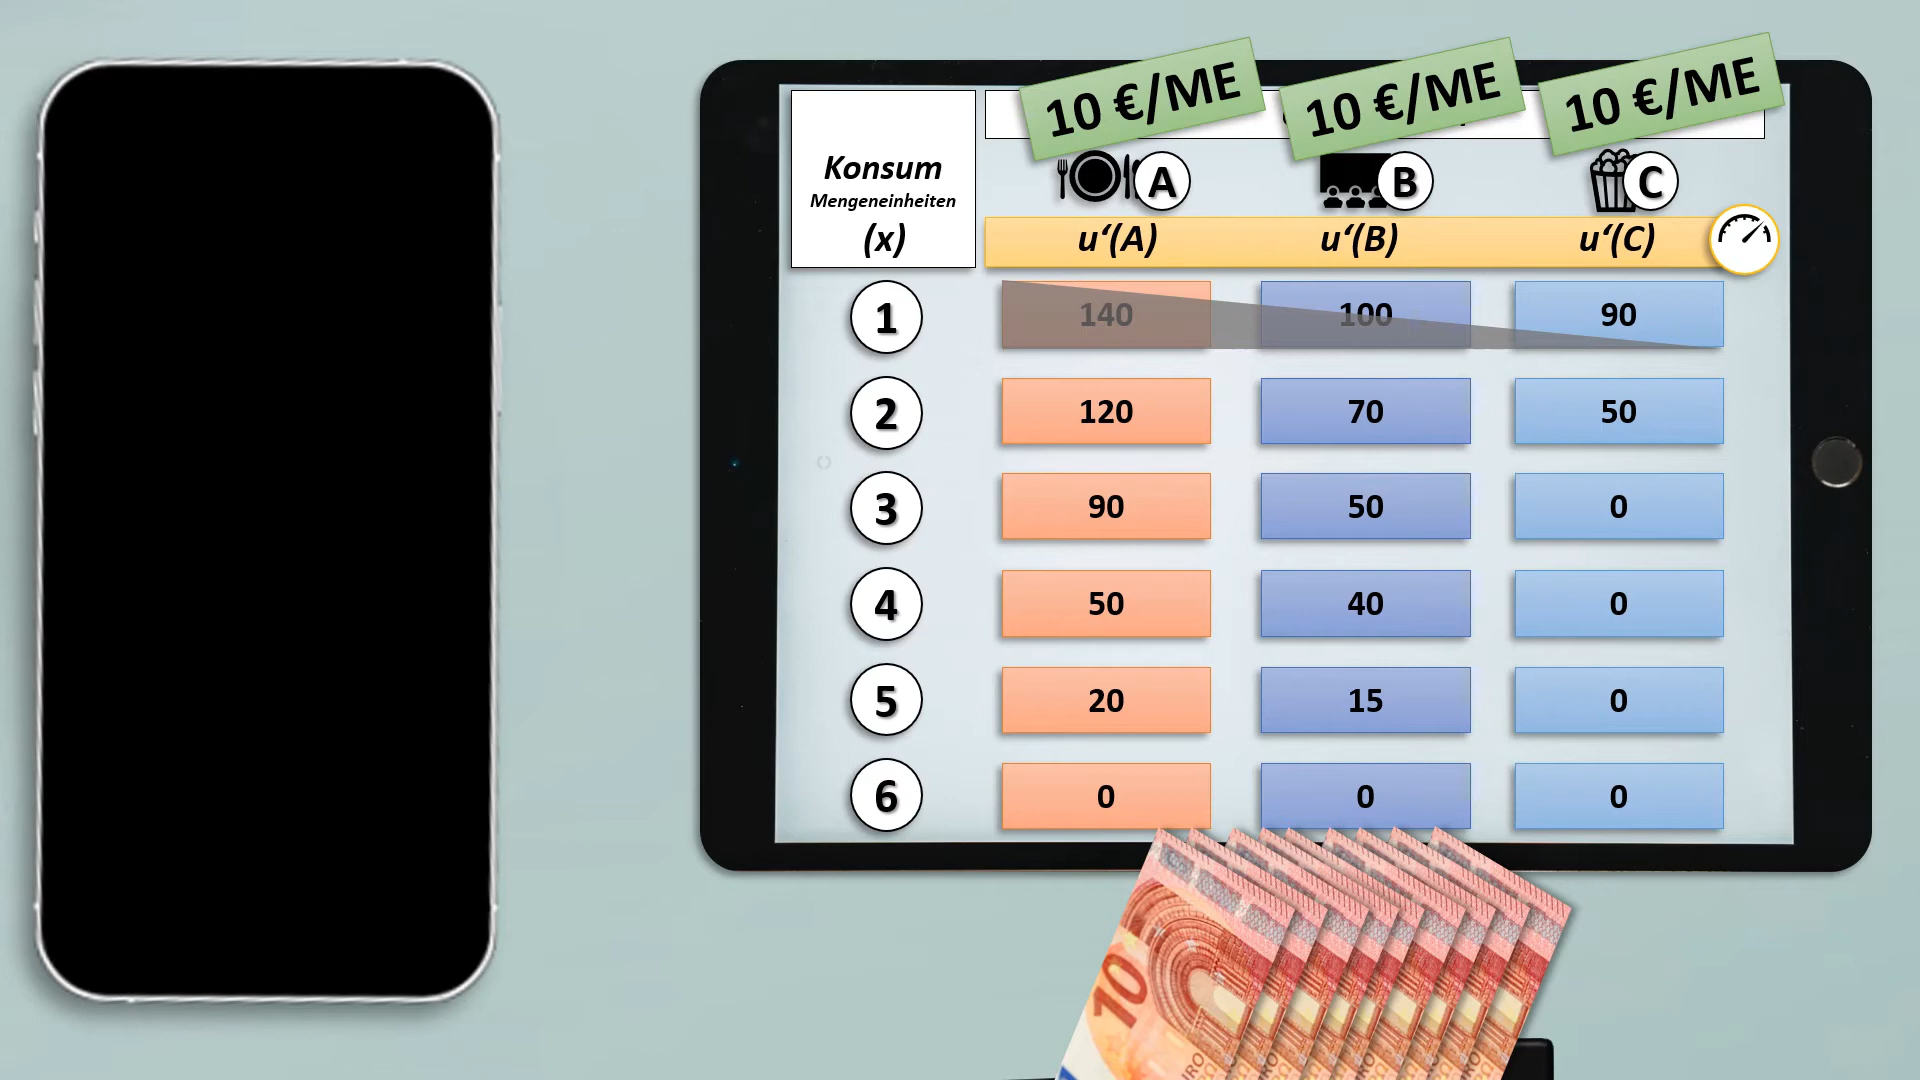 10 €/ME 10 €/ME 10 €/ME
Konsum
Mengeneinheiten
(x)
A B C
u‘(A) u‘(B) u‘(C)
1 140 100 90
2 120 70 50
3 90 50 0
4 50 40 0
5 20 15 0
6 0 0 0
10